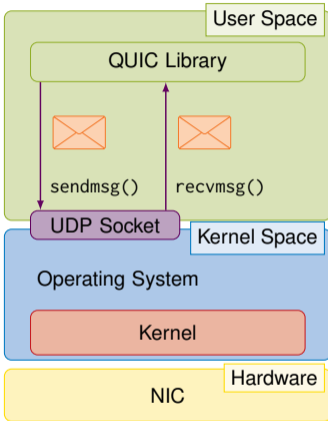 User Space
QUIC Library
sendmsg() recvmsg()
UDP Socket
Kernel Space
Operating System
Kernel
Hardware
NIC